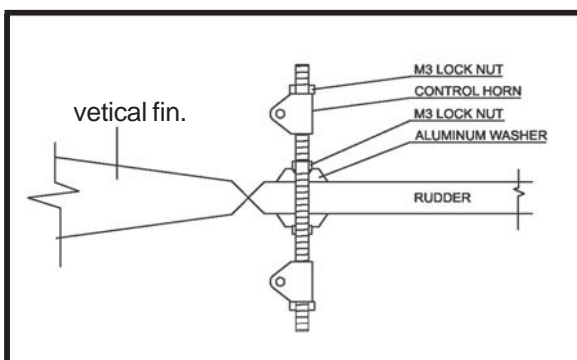 M3 LOCK NUT
CONTROL HORN
vetical fin.
M3 LOCK NUT
ALUMINUM WASHER
RUDDER